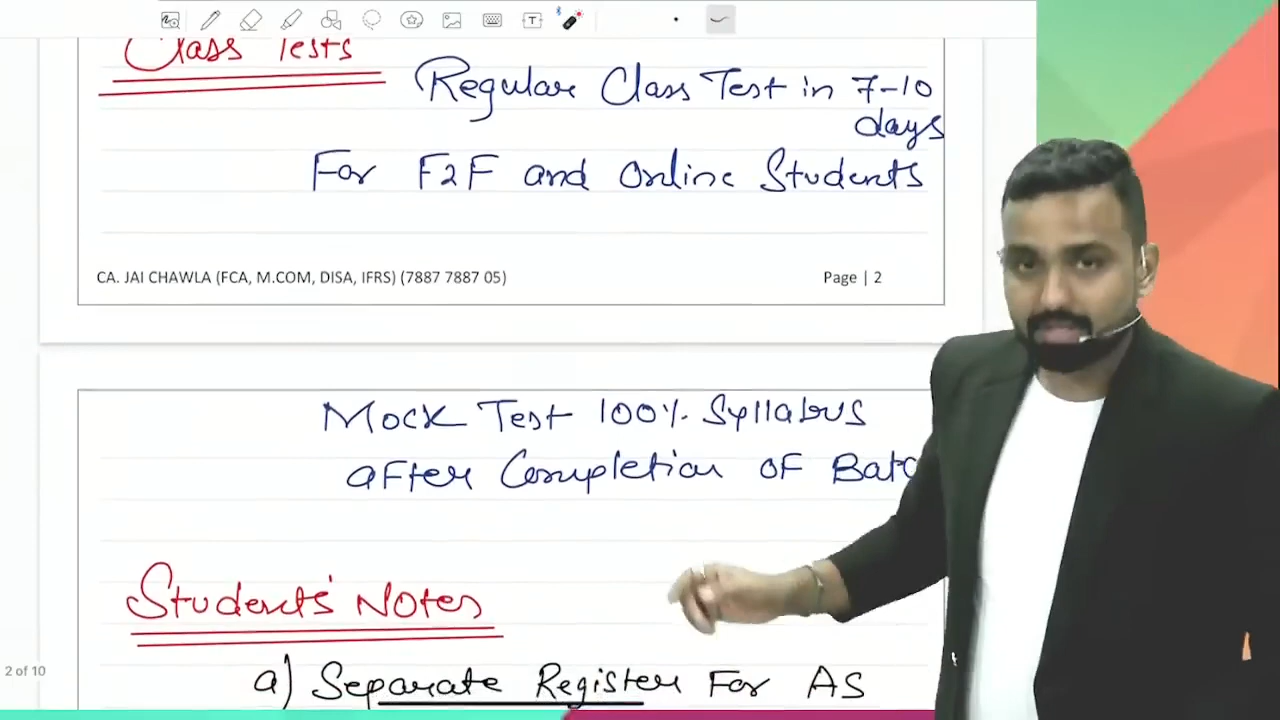 Class Tests
Regular Class Test in 7-10
days
For F2F and Online Students
CA. JAI CHAWLA (FCA, M.COM, DISA, IFRS) (7887 7887 05)
Page | 2
Mock Test 100% Syllabus
after Completion of Batc
Students' Notes
2 of 10
a) Separate Register For AS